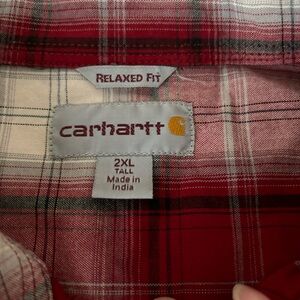 RELAXED FIT
carhartt
2XL
TALL
Made in
India